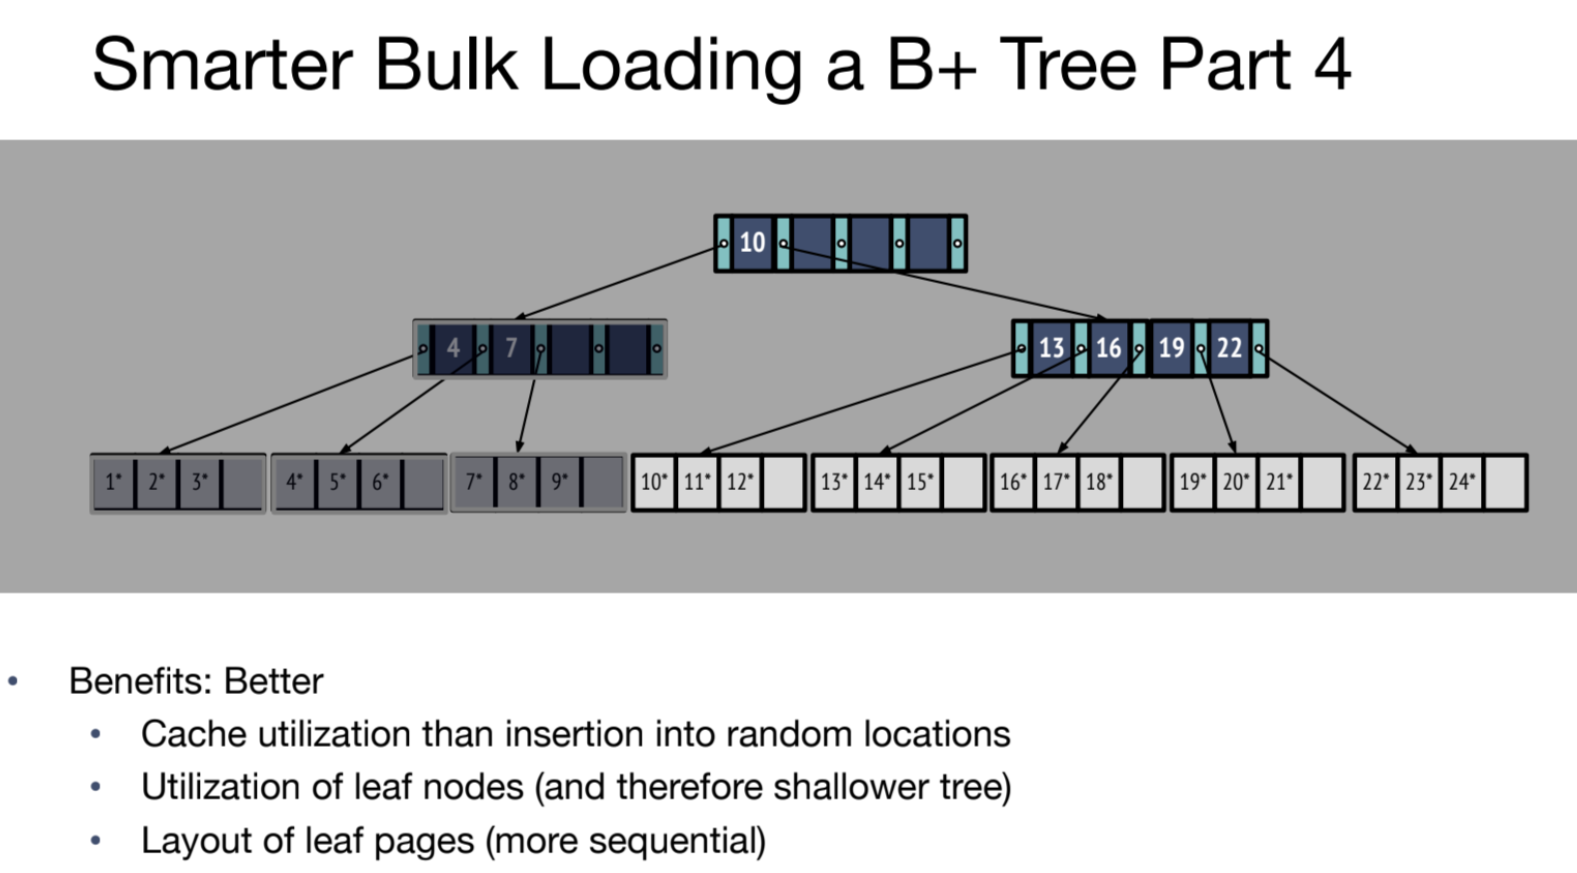 Smarter Bulk Loading a B+ Tree Part 4
10
4 7
13 16 19 22
1* 2* 3* 4* 5* 6* 7* 8* 9* 10* 11* 12* 13* 14* 15* 16* 17* 18* 19* 20* 21* 22* 23* 24*
• Benefits: Better
• Cache utilization than insertion into random locations
• Utilization of leaf nodes (and therefore shallower tree)
• Layout of leaf pages (more sequential)